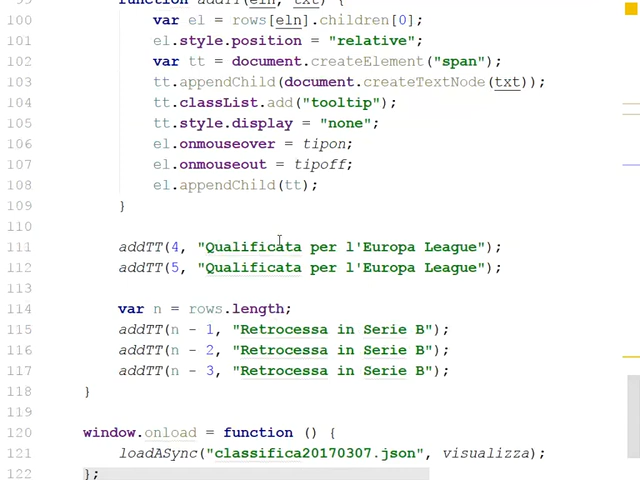 99 function addTT(eln, txt) {
100 var el = rows[eln].children[0];
101 el.style.position = "relative";
102 var tt = document.createElement("span");
103 tt.appendChild(document.createTextNode(txt));
104 tt.classList.add("tooltip");
105 tt.style.display = "none";
106 el.onmouseover = tipon;
107 el.onmouseout = tipoff;
108 el.appendChild(tt);
109 }
110
111 addTT(4, "Qualificata per l'Europa League");
112 addTT(5, "Qualificata per l'Europa League");
113
114 var n = rows.length;
115 addTT(n - 1, "Retrocessa in Serie B");
116 addTT(n - 2, "Retrocessa in Serie B");
117 addTT(n - 3, "Retrocessa in Serie B");
118 }
119
120 window.onload = function () {
121 loadASync("classifica20170307.json", visualizza);
122 };